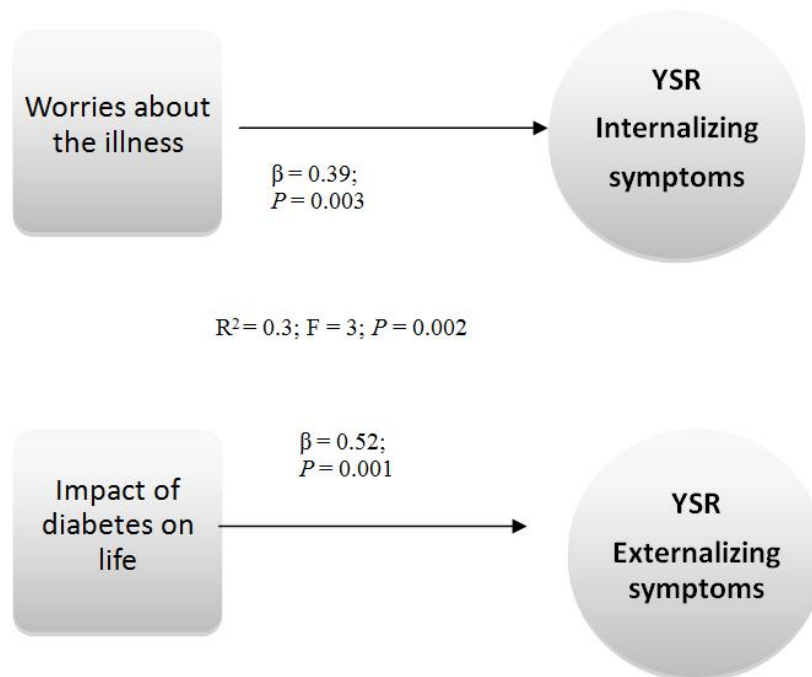 Worries about
the illness
β = 0.39;
P = 0.003
YSR
Internalizing
symptoms
R² = 0.3; F = 3; P = 0.002
Impact of
diabetes on
life
β = 0.52;
P = 0.001
YSR
Externalizing
symptoms